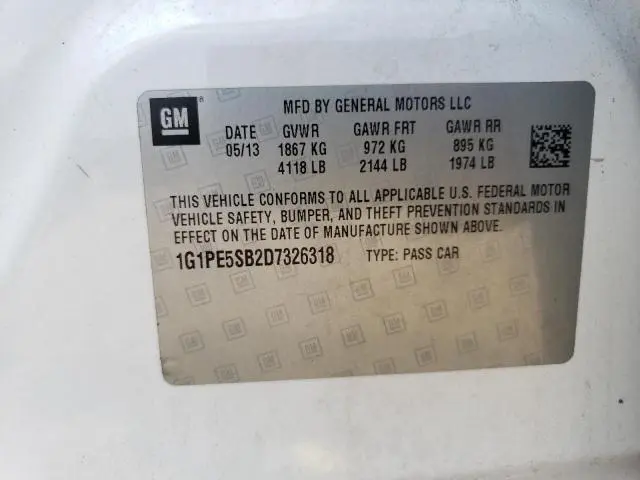 GM
®
MFD BY GENERAL MOTORS LLC
DATE GVWR GAWR FRT GAWR RR
05/13 1867 KG 972 KG 895 KG
4118 LB 2144 LB 1974 LB
THIS VEHICLE CONFORMS TO ALL APPLICABLE U.S. FEDERAL MOTOR
VEHICLE SAFETY, BUMPER, AND THEFT PREVENTION STANDARDS IN
EFFECT ON THE DATE OF MANUFACTURE SHOWN ABOVE.
1G1PE5SB2D7326318 TYPE: PASS CAR